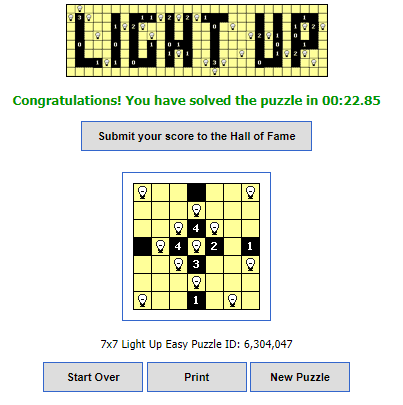 LIGHT UP
Congratulations! You have solved the puzzle in 00:22.85
Submit your score to the Hall of Fame
4
4 2 1
3
1
7x7 Light Up Easy Puzzle ID: 6,304,047
Start Over Print New Puzzle